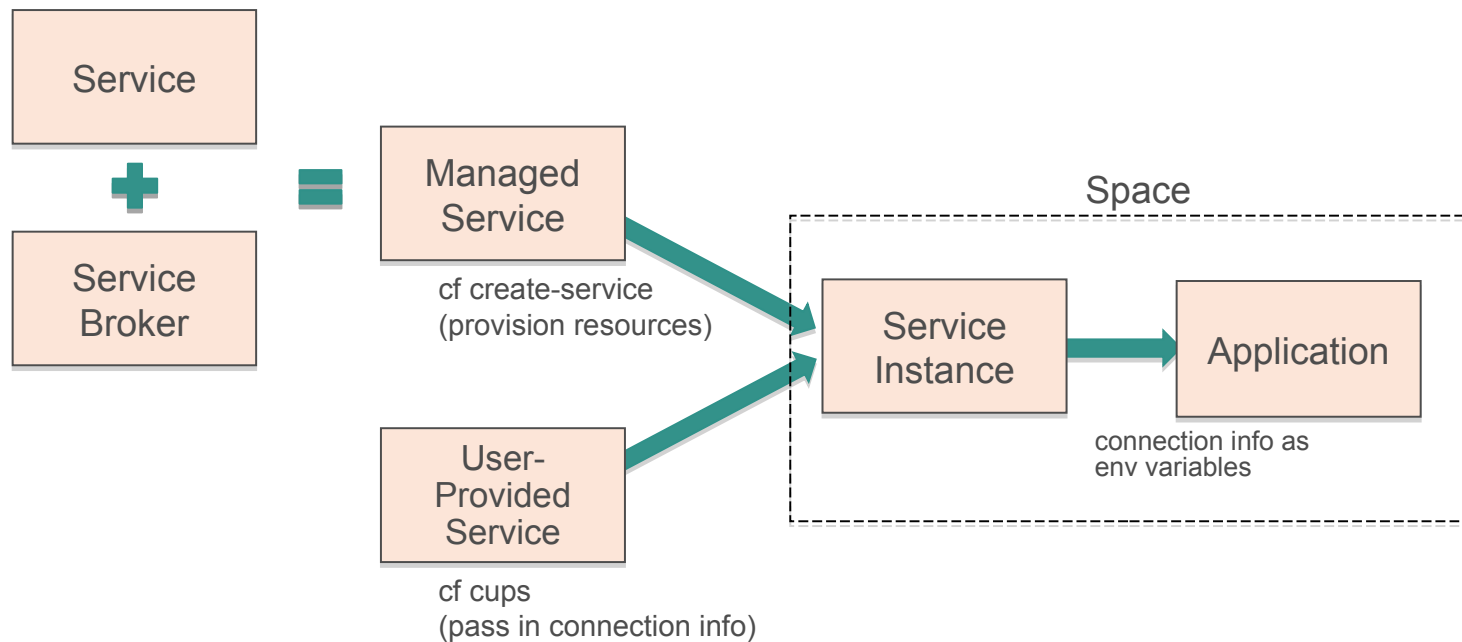 Service
Service
Broker
Managed
Service
cf create-service
(provision resources)
User-
Provided
Service
cf cups
(pass in connection info)
Space
Service
Instance
Application
connection info as
env variables